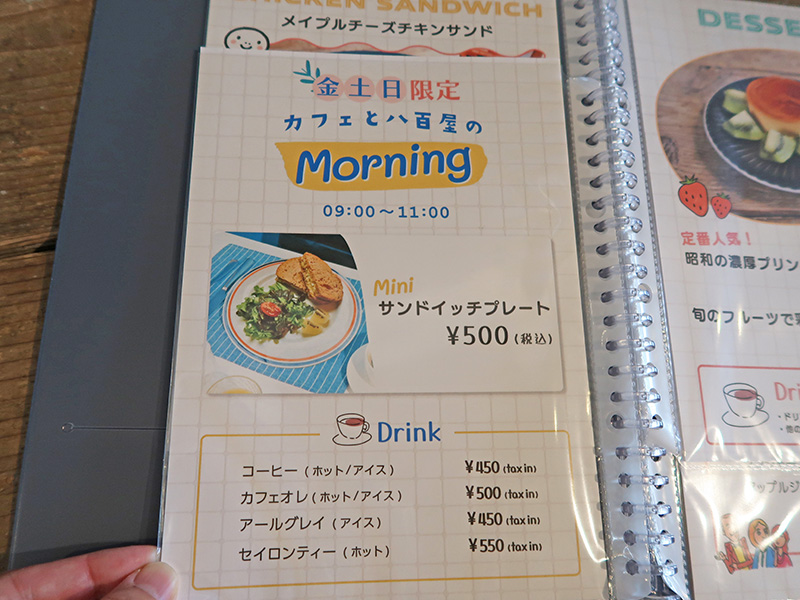 CHICKEN SANDWICH
メイプルチーズチキンサンド
金土日限定
カフェと八百屋の
Morning
09:00～11:00
Mini
サンドイッチプレート
¥500(税込)
Drink
コーヒー(ホット/アイス) ¥450(tax in)
カフェオレ(ホット/アイス) ¥500(tax in)
アールグレイ(アイス) ¥450(tax in)
セイロンティー(ホット) ¥550(tax in)
DESSE
定番人気！
昭和の濃厚プリン
旬のフルーツで
Dri
・ドリ